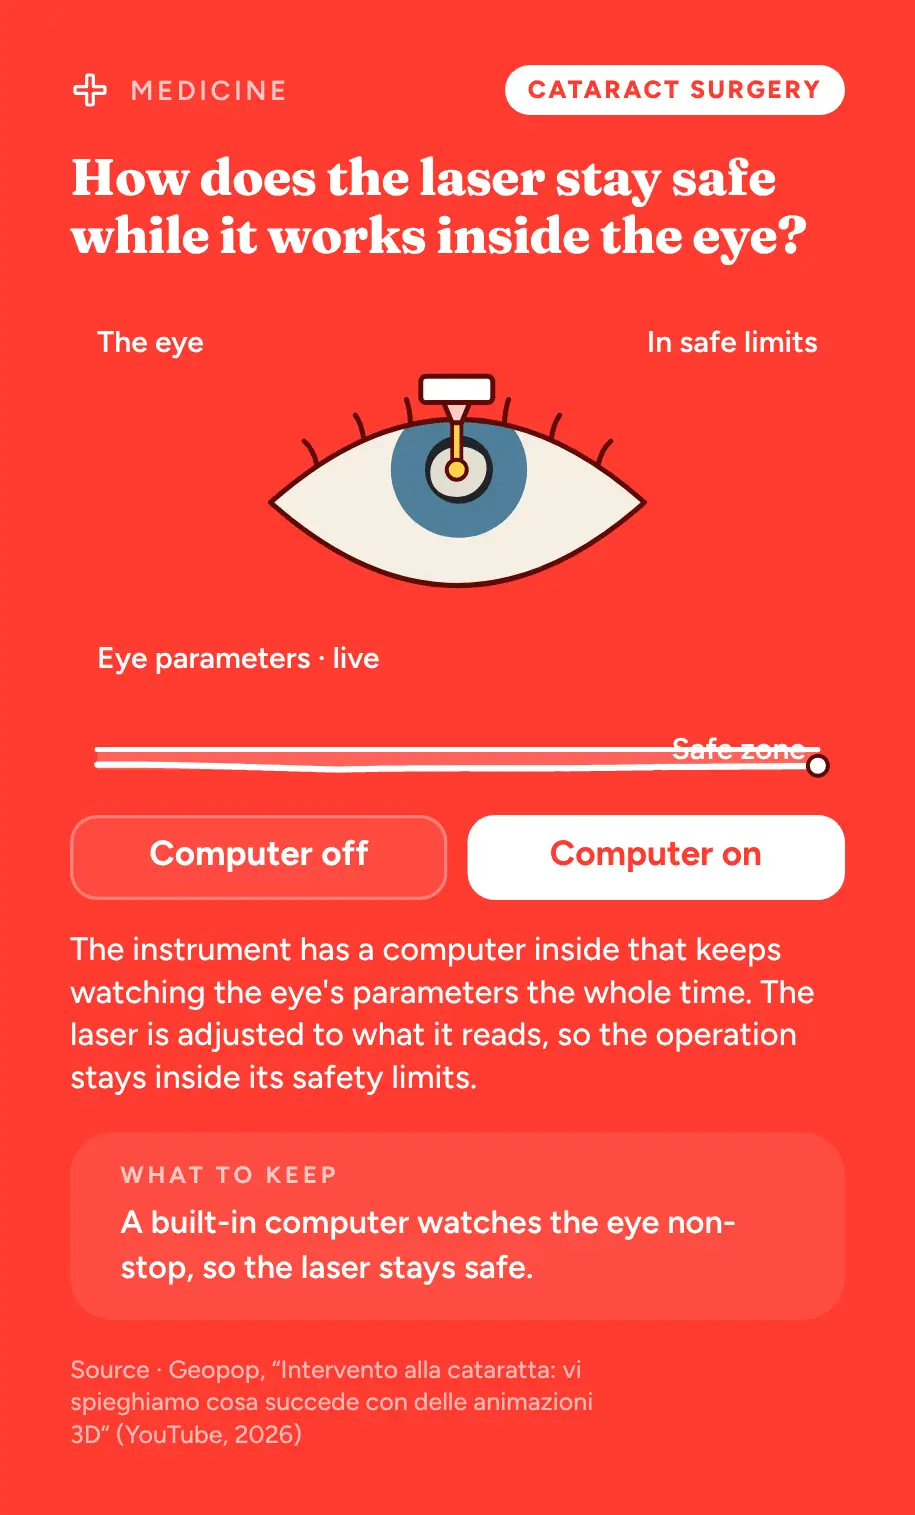 MEDICINE
CATARACT SURGERY
How does the laser stay safe
while it works inside the eye?
The eye
In safe limits
Eye parameters · live
Safe zone
Computer off
Computer on
The instrument has a computer inside that keeps
watching the eye's parameters the whole time. The
laser is adjusted to what it reads, so the operation
stays inside its safety limits.
WHAT TO KEEP
A built-in computer watches the eye non-
stop, so the laser stays safe.
Source · Geopop, “Intervento alla cataratta: vi
spieghiamo cosa succede con delle animazioni
3D” (YouTube, 2026)